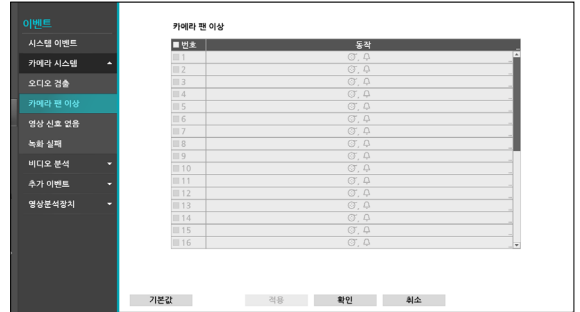 이벤트
시스템 이벤트
카메라 시스템
오디오 검출
카메라 팬 이상
영상 신호 없음
녹화 실패
비디오 분석
추가 이벤트
영상분석장치
카메라 팬 이상
번호 동작
1
2
3
4
5
6
7
8
9
10
11
12
13
14
15
16
기본값 적용 확인 취소